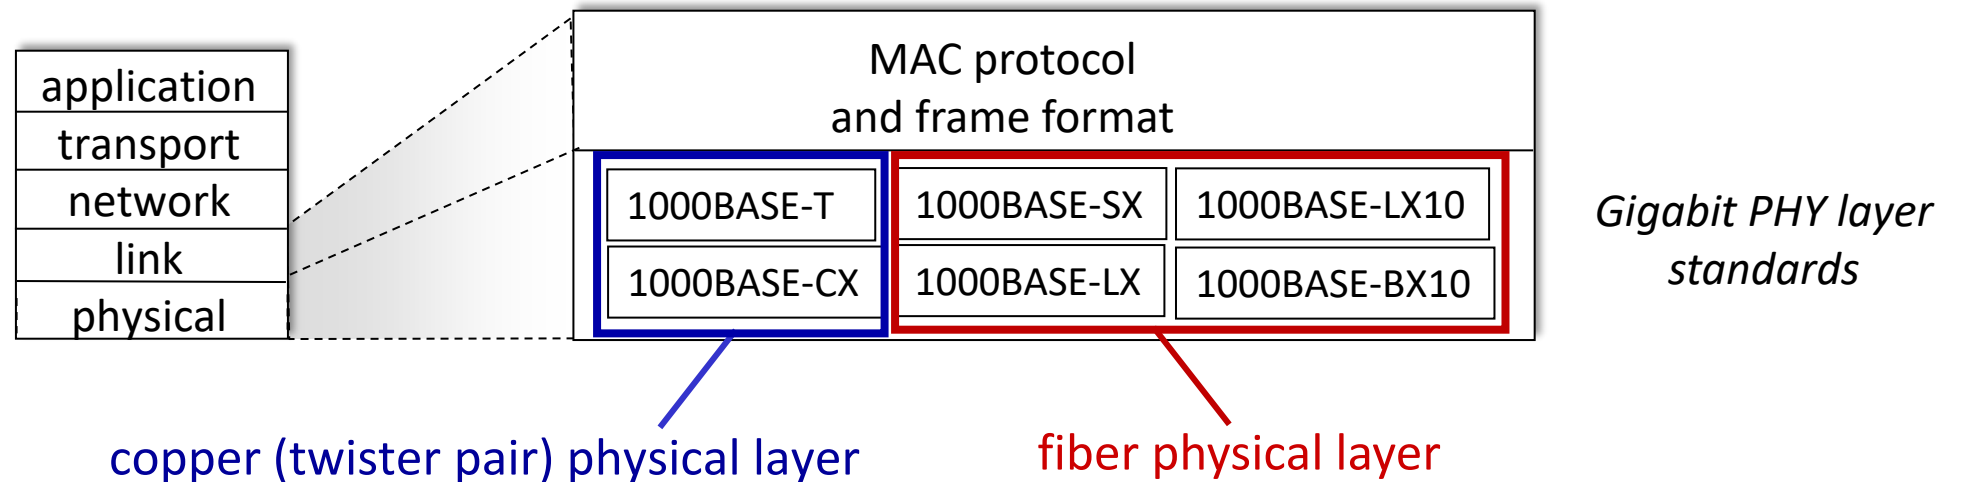 application
transport
network
link
physical
MAC protocol
and frame format
1000BASE-T
1000BASE-SX
1000BASE-LX10
1000BASE-CX
1000BASE-LX
1000BASE-BX10
Gigabit PHY layer
standards
copper (twister pair) physical layer
fiber physical layer